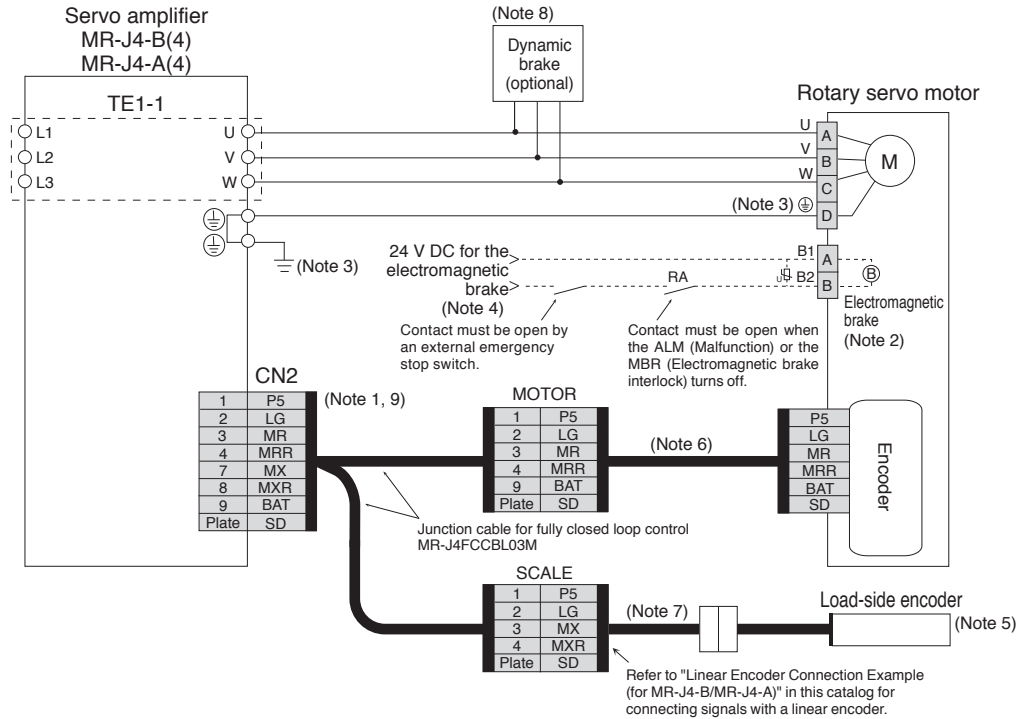 Servo amplifier
MR-J4-B(4)
MR-J4-A(4)
(Note 8)
Dynamic
brake
(optional)
Rotary servo motor
TE1-1
L1
L2
L3
U
V
W
U
V
W
A
B
C
D
M
(Note 3)
(Note 3)
24 V DC for the
electromagnetic
brake
(Note 4)
RA
B1
B2
U
A
B
B
Electromagnetic
brake
(Note 2)
Contact must be open by
an external emergency
stop switch.
Contact must be open when
the ALM (Malfunction) or the
MBR (Electromagnetic brake
interlock) turns off.
CN2
(Note 1, 9)
1 P5
2 LG
3 MR
4 MRR
7 MX
8 MXR
9 BAT
Plate SD
MOTOR
1 P5
2 LG
3 MR
4 MRR
9 BAT
Plate SD
(Note 6)
P5
LG
MR
MRR
BAT
SD
Encoder
Junction cable for fully closed loop control
MR-J4FCCBL03M
SCALE
1 P5
2 LG
3 MX
4 MXR
Plate SD
(Note 7)
Load-side encoder
(Note 5)
Refer to "Linear Encoder Connection Example
(for MR-J4-B/MR-J4-A)" in this catalog for
connecting signals with a linear encoder.